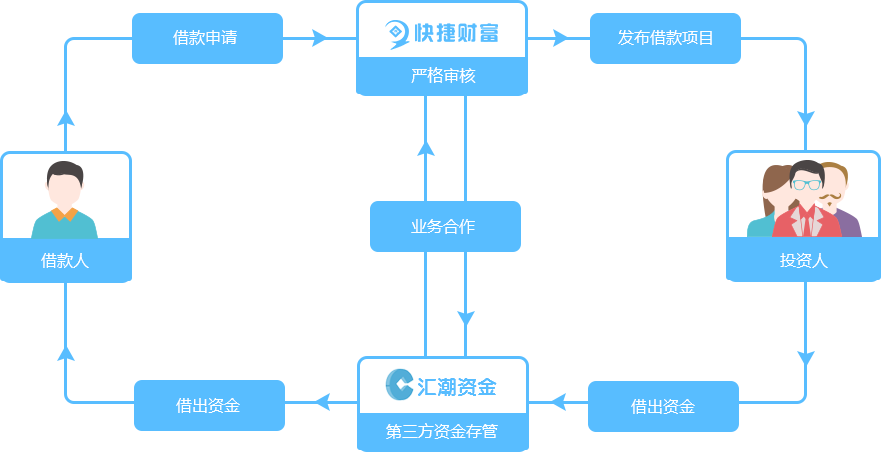 借款申请
快捷财富
发布借款项目
严格审核
业务合作
借款人
投资人
汇潮资金
借出资金
借出资金
第三方资金存管